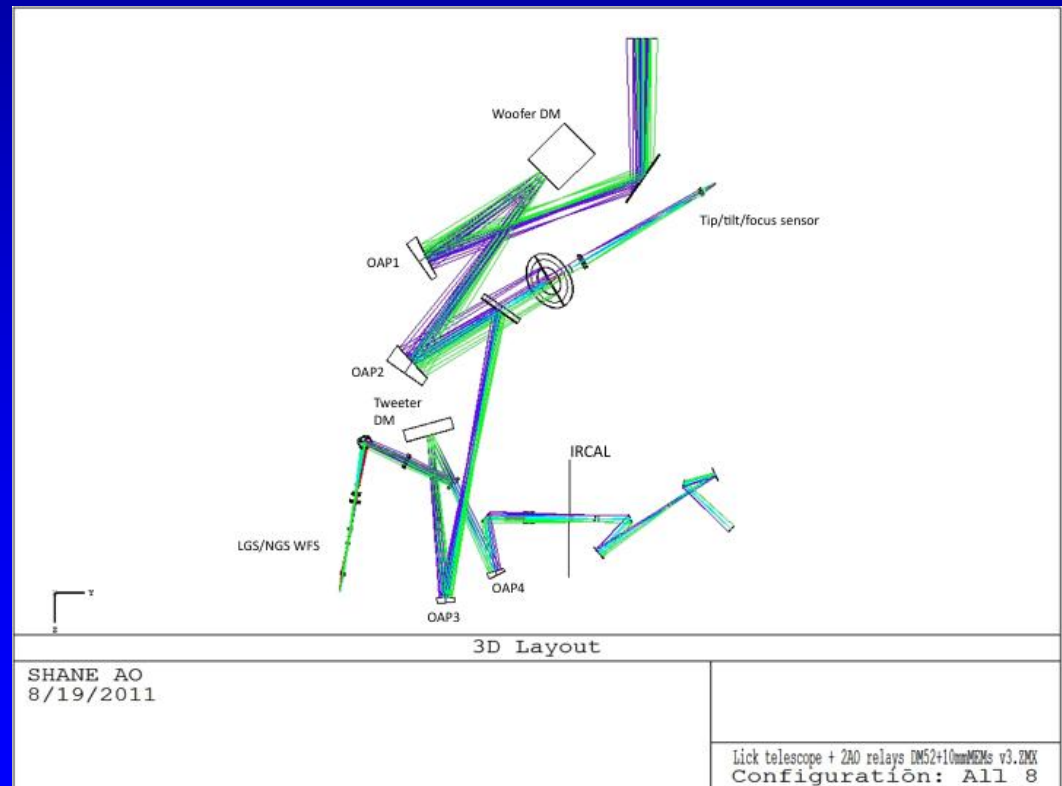 Woofer DM
Tip/tilt/focus sensor
OAP1
OAP2
Tweeter
DM
IRCAL
LGS/NGS WFS
OAP4
OAP3
Y
3D Layout
SHANE AO
8/19/2011
Lick telescope + 2AO relays DM52+10mmMEMs v3.ZMX
Configuration: All 8